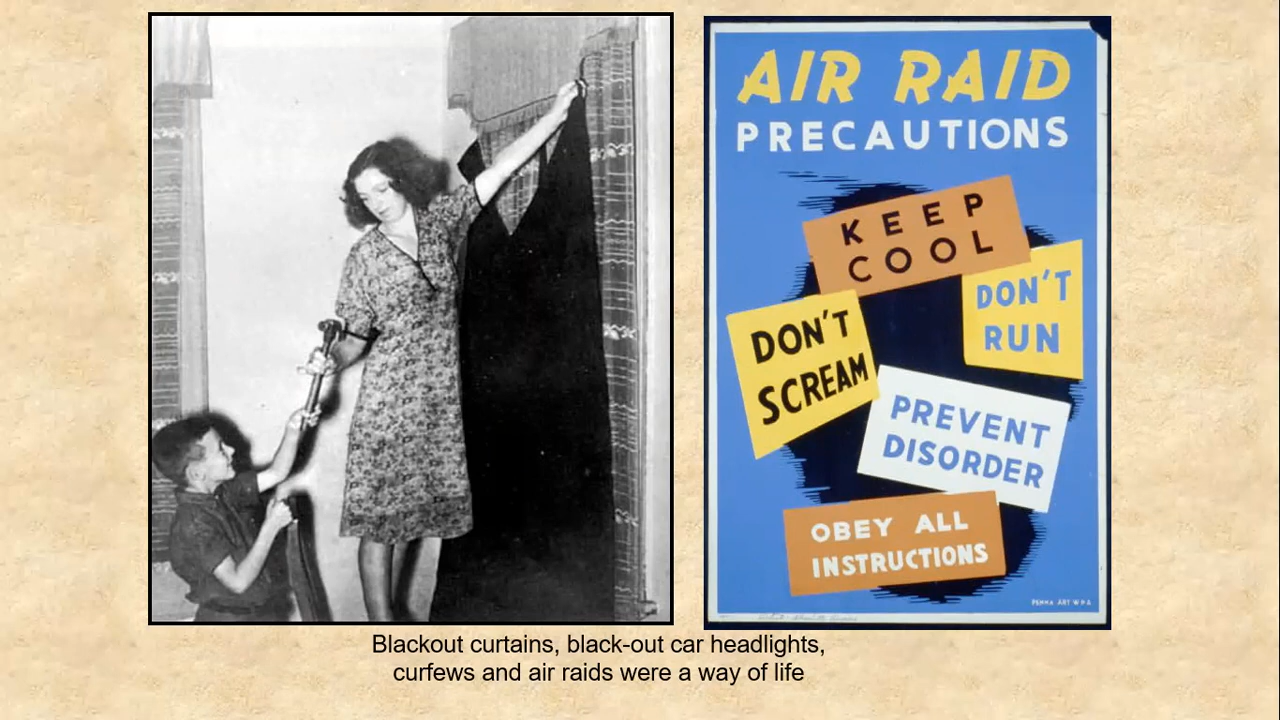 AIR RAID
PRECAUTIONS
KEEP
COOL
DON'T
RUN
DON'T
SCREAM
PREVENT
DISORDER
OBEY ALL
INSTRUCTIONS
PENNA ART W P A
Blackout curtains, black-out car headlights,
curfews and air raids were a way of life